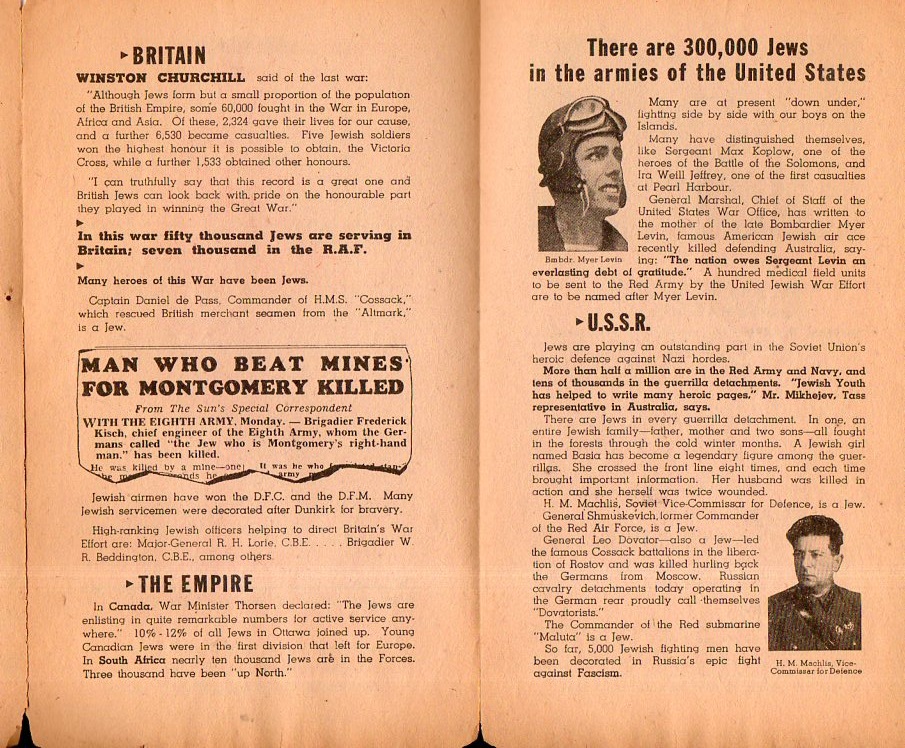 ▸BRITAIN
WINSTON CHURCHILL said of the last war:
"Although Jews form but a small proportion of the population
of the British Empire, some 60,000 fought in the War in Europe,
Africa and Asia. Of these, 2,324 gave their lives for our cause,
and a further 6,530 became casualties. Five Jewish soldiers
won the highest honour it is possible to obtain, the Victoria
Cross, while a further 1,533 obtained other honours.
"I can truthfully say that this record is a great one and
British Jews can look back with pride on the honourable part
they played in winning the Great War."
▸
In this war fifty thousand Jews are serving in
Britain; seven thousand in the R.A.F.
▸
Many heroes of this War have been Jews.
Captain Daniel de Pass, Commander of H.M.S. "Cossack,"
which rescued British merchant seamen from the "Altmark,"
is a Jew.
MAN WHO BEAT MINES
FOR MONTGOMERY KILLED
From The Sun's Special Correspondent
WITH THE EIGHTH ARMY, Monday. — Brigadier Frederick
Kisch, chief engineer of the Eighth Army, whom the Ger-
mans called "the Jew who is Montgomery's right-hand
man." has been killed.
He was killed by a mine—one It was he who
army
Jewish airmen have won the D.F.C. and the D.F.M. Many
Jewish servicemen were decorated after Dunkirk for bravery.
High-ranking Jewish officers helping to direct Britain's War
Effort are: Major-General R. H. Lorie, C.B.E. . . . . Brigadier W.
R. Beddington, C.B.E., among others.
▸THE EMPIRE
In Canada, War Minister Thorsen declared: "The Jews are
enlisting in quite remarkable numbers for active service any-
where." 10% - 12% of all Jews in Ottawa joined up. Young
Canadian Jews were in the first division that left for Europe.
In South Africa nearly ten thousand Jews are in the Forces.
Three thousand have been "up North."
There are 300,000 Jews
in the armies of the United States
Many are at present "down under,"
fighting side by side with our boys on the
Islands.
Many have distinguished themselves,
like Sergeant Max Koplow, one of the
heroes of the Battle of the Solomons, and
Ira Weill Jeffrey, one of the first casualties
at Pearl Harbour.
General Marshal, Chief of Staff of the
United States War Office, has written to
the mother of the late Bombardier Myer
Levin, famous American Jewish air ace
recently killed defending Australia, say-
ing: "The nation owes Sergeant Levin an
everlasting debt of gratitude." A hundred medical field units
to be sent to the Red Army by the United Jewish War Effort
are to be named after Myer Levin.
Bmbdr. Myer Levin
▸U.S.S.R.
Jews are playing an outstanding part in the Soviet Union's
heroic defence against Nazi hordes.
More than half a million are in the Red Army and Navy, and
tens of thousands in the guerrilla detachments. "Jewish Youth
has helped to write many heroic pages," Mr. Mikhejev, Tass
representative in Australia, says.
There are Jews in every guerrilla detachment. In one, an
entire Jewish family—father, mother and two sons—all fought
in the forests through the cold winter months. A Jewish girl
named Basia has become a legendary figure among the guer-
rillas. She crossed the front line eight times, and each time
brought important information. Her husband was killed in
action and she herself was twice wounded.
H. M. Machlis, Soviet Vice-Commissar for Defence, is a Jew.
General Shmuskevich, former Commander
of the Red Air Force, is a Jew.
General Leo Dovator—also a Jew—led
the famous Cossack battalions in the libera-
tion of Rostov and was killed hurling back
the Germans from Moscow. Russian
cavalry detachments today operating in
the German rear proudly call themselves
"Dovatorists."
The Commander of the Red submarine
"Maluta" is a Jew.
So far, 5,000 Jewish fighting men have
been decorated in Russia's epic fight
against Fascism.
H. M. Machlis, Vice-
Commissar for Defence